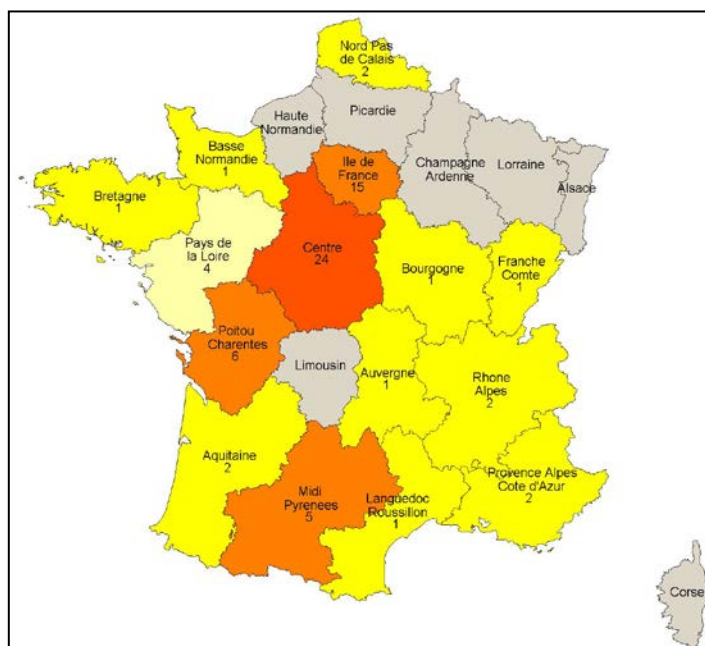 Nord Pas
de Calais
2
Haute
Normandie
Picardie
Basse
Normandie
1
Ile de
France
15
Champagne
Ardenne
Lorraine
Alsace
Bretagne
1
Pays de
la Loire
4
Centre
24
Bourgogne
1
Franche
Comte
1
Poitou
Charentes
6
Limousin
Auvergne
1
Rhone
Alpes
2
Aquitaine
2
Midi
Pyrenees
5
Languedoc
Roussillon
1
Provence Alpes
Cote d'Azur
2
Corse